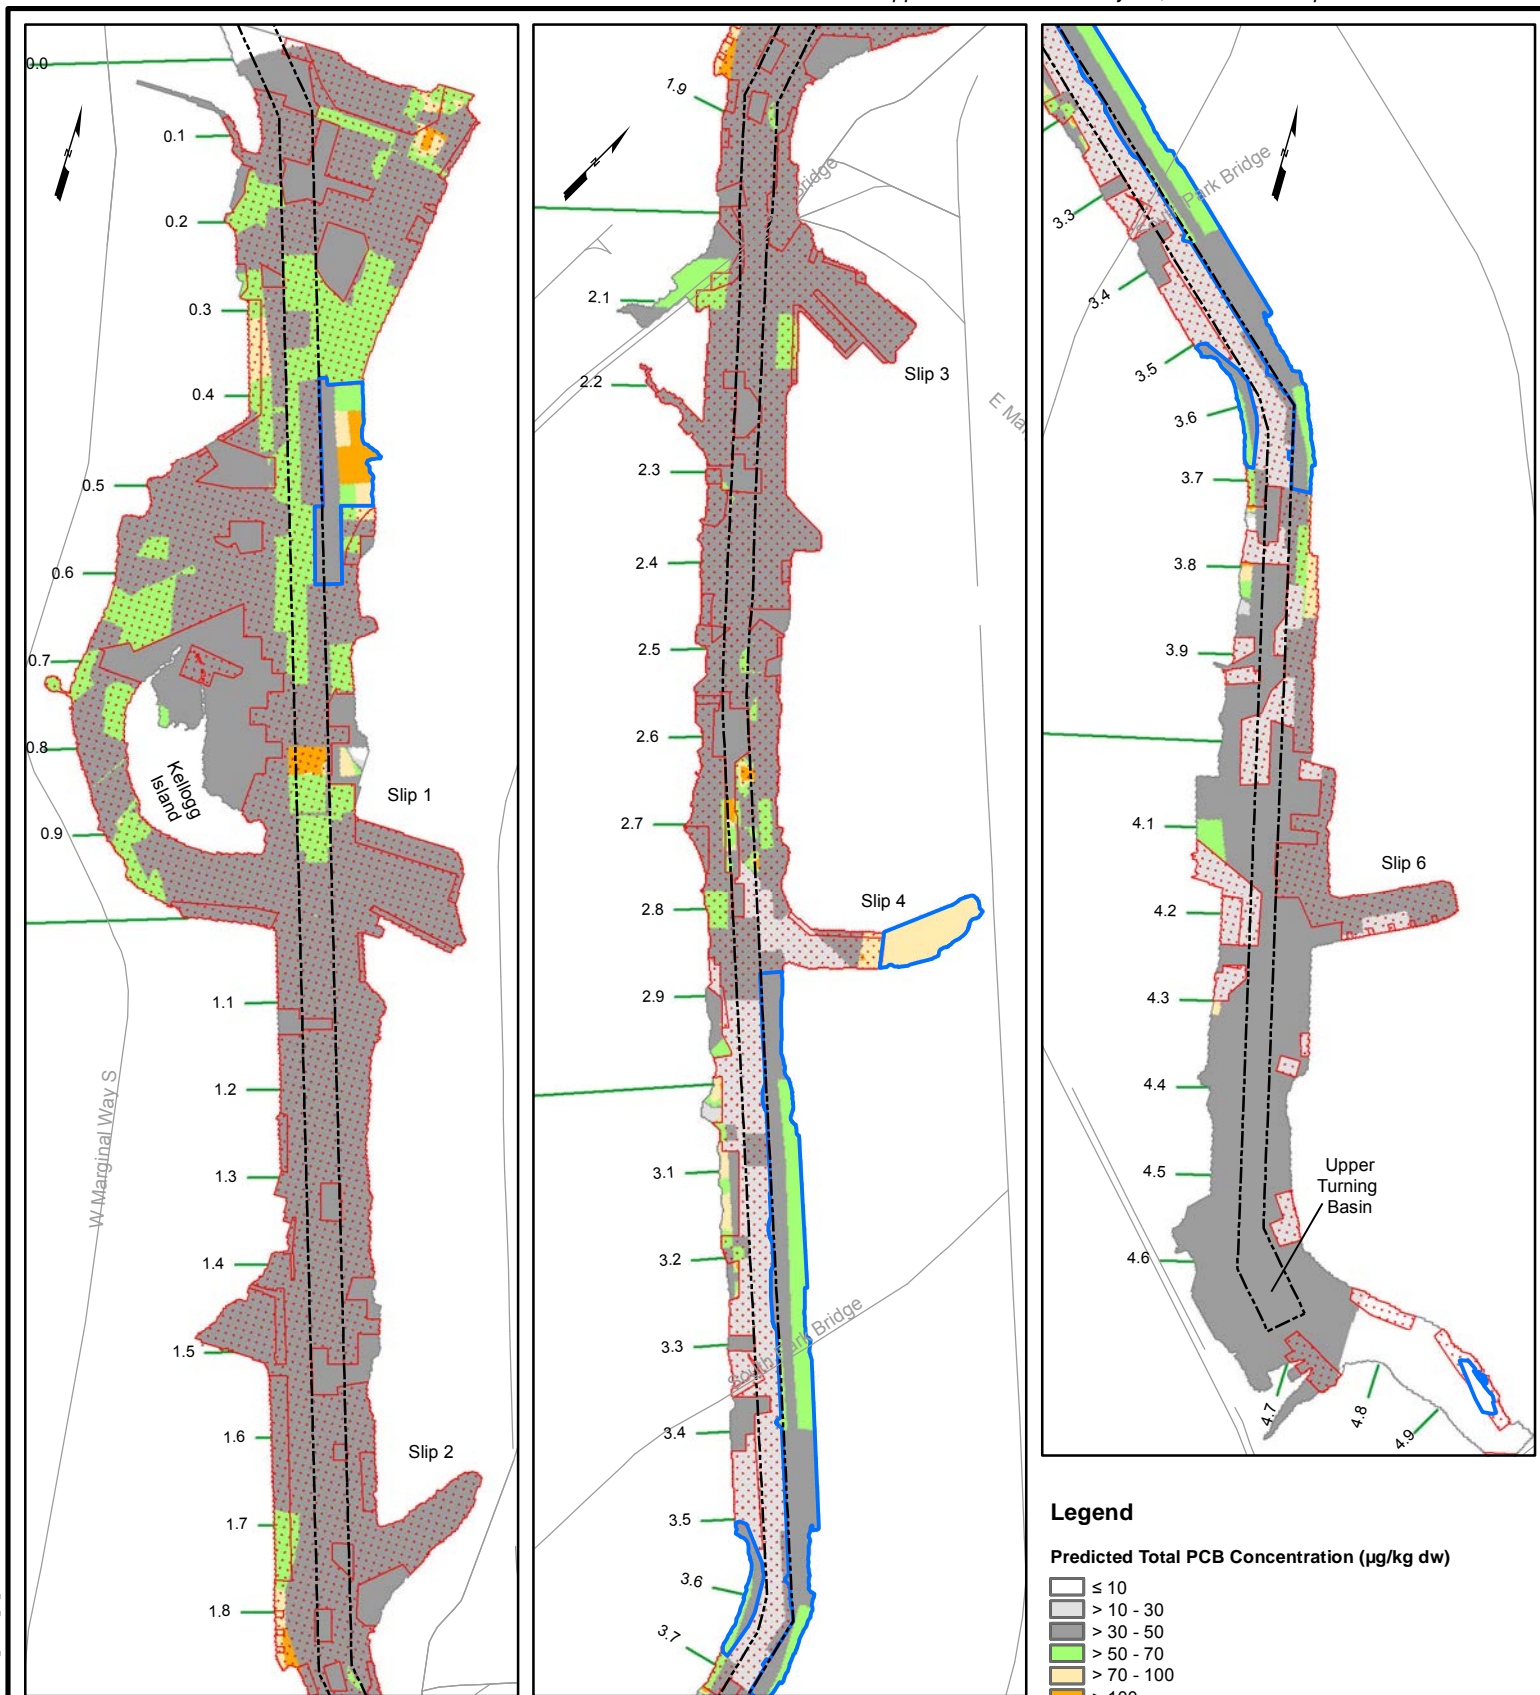 0.0
0.1
0.2
0.3
0.4
0.5
0.6
0.7
0.8
0.9
Kellogg
Island
Slip 1
1.1
1.2
1.3
1.4
1.5
1.6
1.7
1.8
W Marginal Way S
Slip 2
1.9
Bridge
2.1
2.2
Slip 3
E Mar
2.3
2.4
2.5
2.6
2.7
2.8
Slip 4
2.9
3.1
3.2
3.3
South Park Bridge
3.4
3.5
3.6
3.7
Park Bridge
3.3
3.4
3.5
3.6
3.7
3.8
3.9
4.1
Slip 6
4.2
4.3
4.4
4.5
Upper
Turning
Basin
4.6
4.7
4.8
4.9
Legend
Predicted Total PCB Concentration (µg/kg dw)
≤ 10
> 10 - 30
> 30 - 50
> 50 - 70
> 70 - 100
> 100